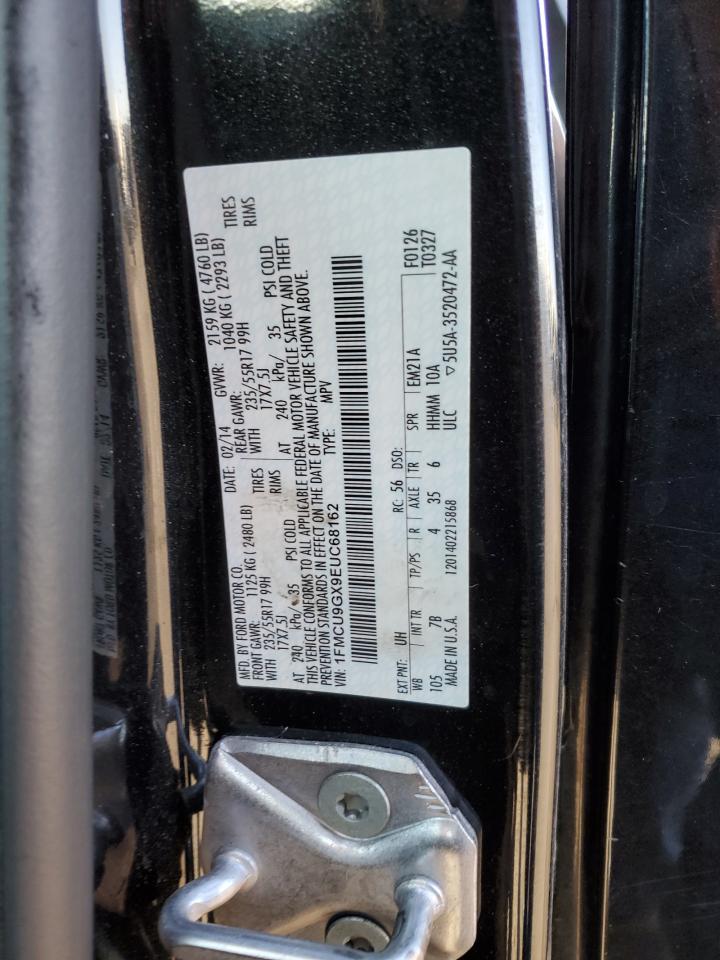 MFD. BY FORD MOTOR CO. DATE: 02/14 GVWR: 2159 KG ( 4760 LB)
FRONT GAWR: 1125 KG ( 2480 LB) REAR GAWR: 1040 KG ( 2293 LB)
WITH 235/55R17 99H TIRES WITH 235/55R17 99H TIRES
17X7.5J RIMS 17X7.5J RIMS
AT 240 kPa/ 35 PSI COLD AT 240 kPa/ 35 PSI COLD
THIS VEHICLE CONFORMS TO ALL APPLICABLE FEDERAL MOTOR VEHICLE SAFETY AND THEFT
PREVENTION STANDARDS IN EFFECT ON THE DATE OF MANUFACTURE SHOWN ABOVE.
VIN: 1FMCU9GX9EUC68162 TYPE: MPV
F0126
T0327
EXT PNT: UH RC: 56 DSO:
WB INT TR TP/PS R AXLE TR SPR EM21A
105 7B 4 35 6 HHMM 10A
MADE IN U.S.A. 1201402215868 ULC ▽5U5A-3520472-AA